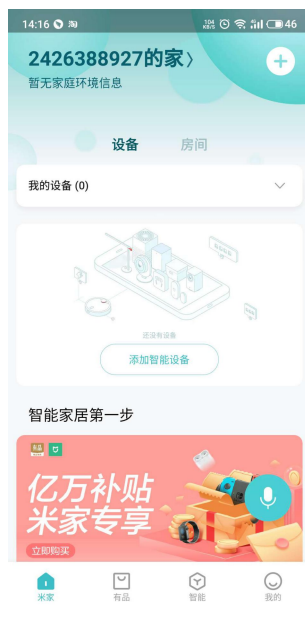 14:16
104
KB/S
46
2426388927的家〉
暂无家庭环境信息
设备 房间
我的设备 (0)
还没有设备
添加智能设备
智能家居第一步
有品
亿万补贴
米家专享
立即购买
米家 有品 智能 我的